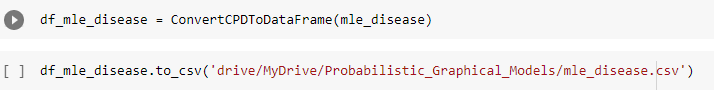 df_mle_disease = ConvertCPDToDataFrame(mle_disease)
[ ] df_mle_disease.to_csv('drive/MyDrive/Probabilistic_Graphical_Models/mle_disease.csv')